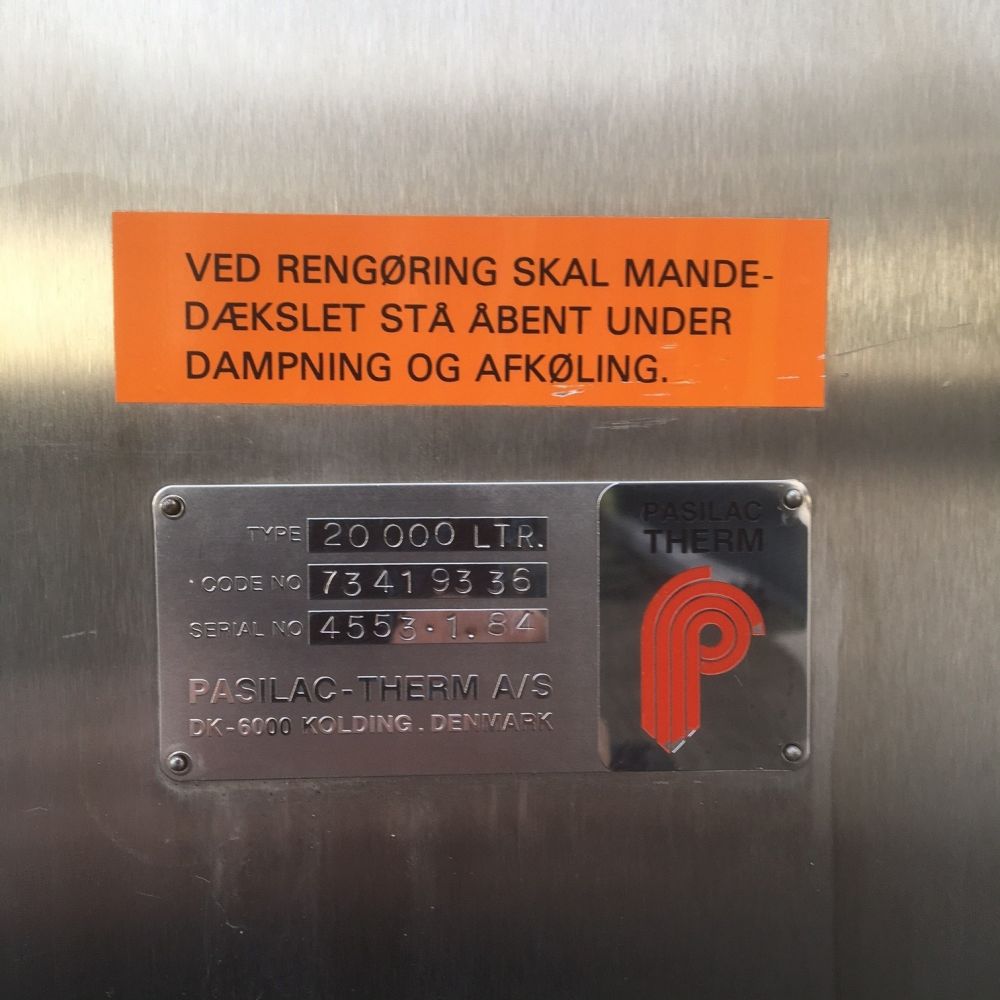 VED RENGØRING SKAL MANDE-
DÆKSLET STÅ ÅBENT UNDER
DAMPNING OG AFKØLING.
TYPE 20 000 LTR.
CODE NO 73 41 93 36
SERIAL NO 4553·1.84
PASILAC-THERM A/S
DK-6000 KOLDING. DENMARK
PASILAC
THERM